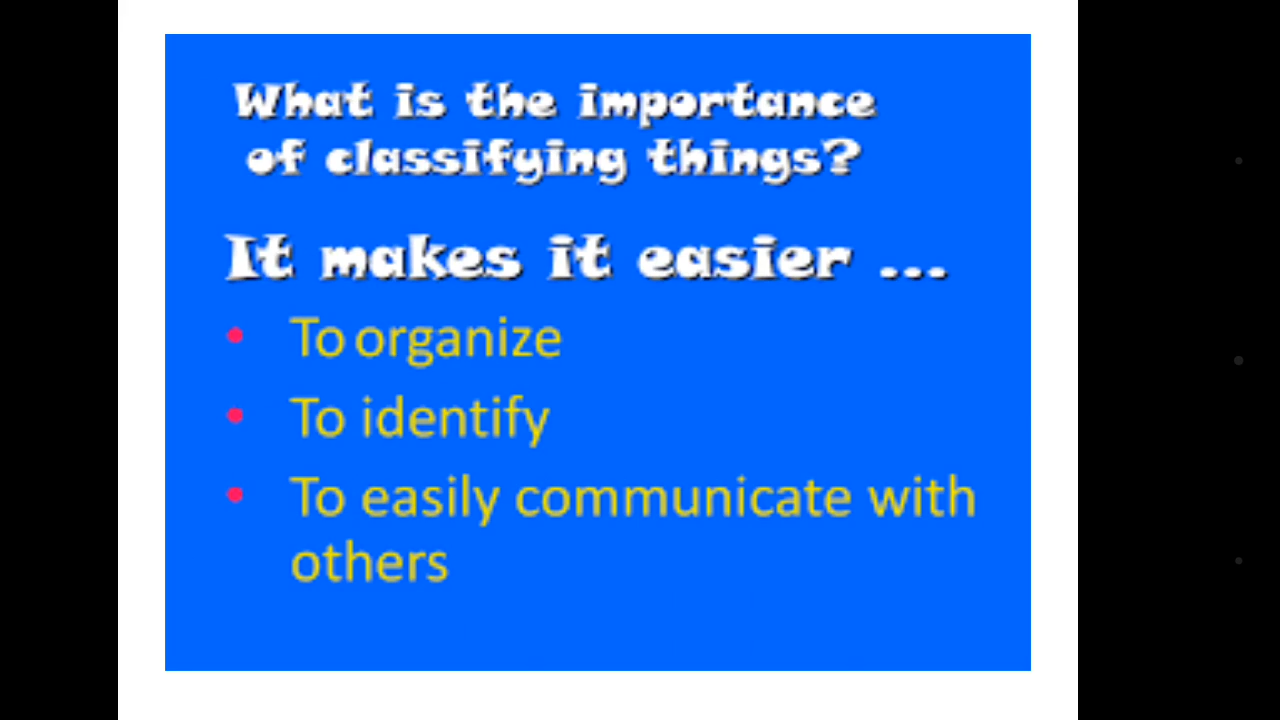 What is the importance
of classifying things?
It makes it easier ...
• To organize
• To identify
• To easily communicate with
others